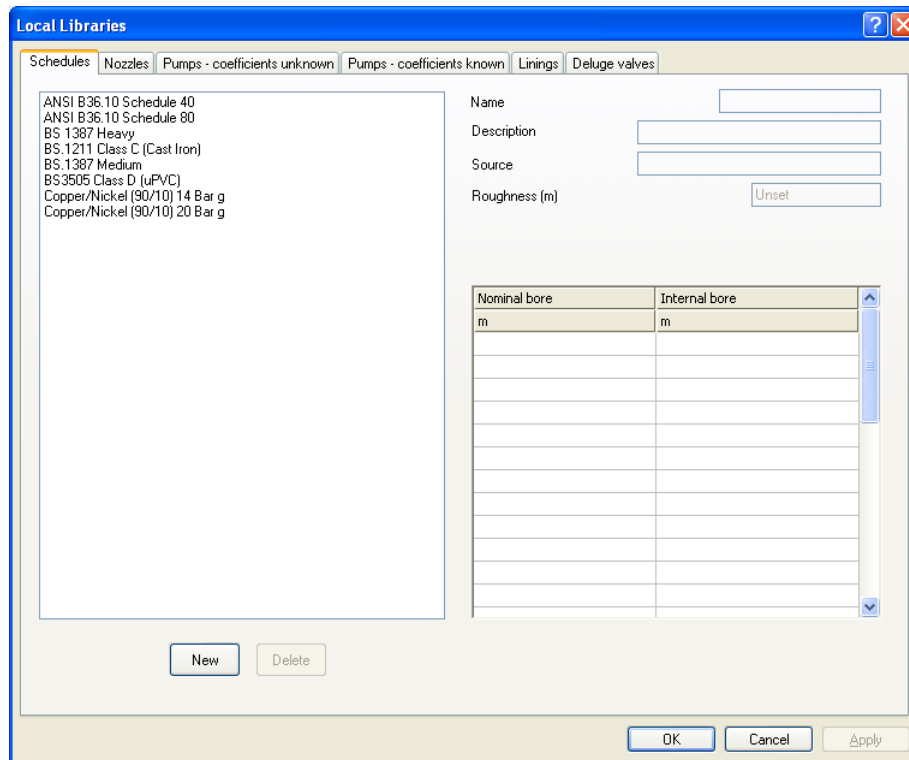 Local Libraries
Schedules Nozzles Pumps - coefficients unknown Pumps - coefficients known Linings Deluge valves
ANSI B36.10 Schedule 40
ANSI B36.10 Schedule 80
BS 1387 Heavy
BS.1211 Class C (Cast Iron)
BS.1387 Medium
BS3505 Class D (uPVC)
Copper/Nickel (90/10) 14 Bar g
Copper/Nickel (90/10) 20 Bar g
Name
Description
Source
Roughness (m) Unset
Nominal bore Internal bore
m m
New Delete
OK Cancel Apply